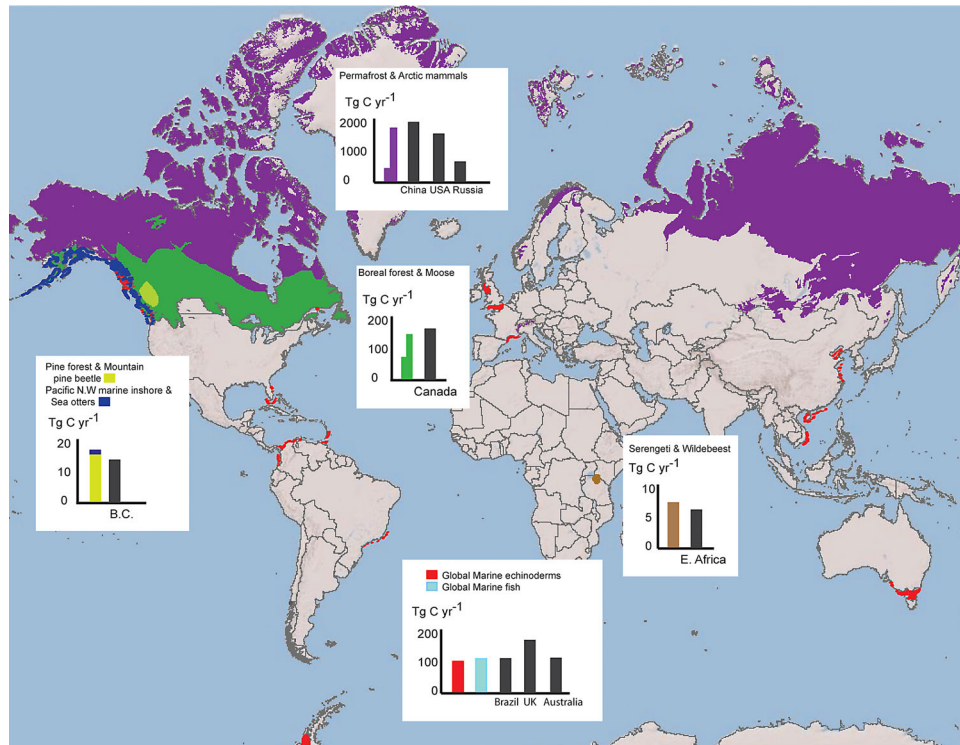 Permafrost & Arctic mammals
Tg C yr-1
2000
1000
0
China USA Russia
Boreal forest & Moose
Tg C yr-1
200
100
0
Canada
Pine forest & Mountain
pine beetle
Pacific N.W marine inshore &
Sea otters
Tg C yr-1
20
10
0
B.C.
Serengeti & Wildebeest
Tg C yr-1
10
5
0
E. Africa
Global Marine echinoderms
Global Marine fish
Tg C yr-1
200
100
0
Brazil UK Australia